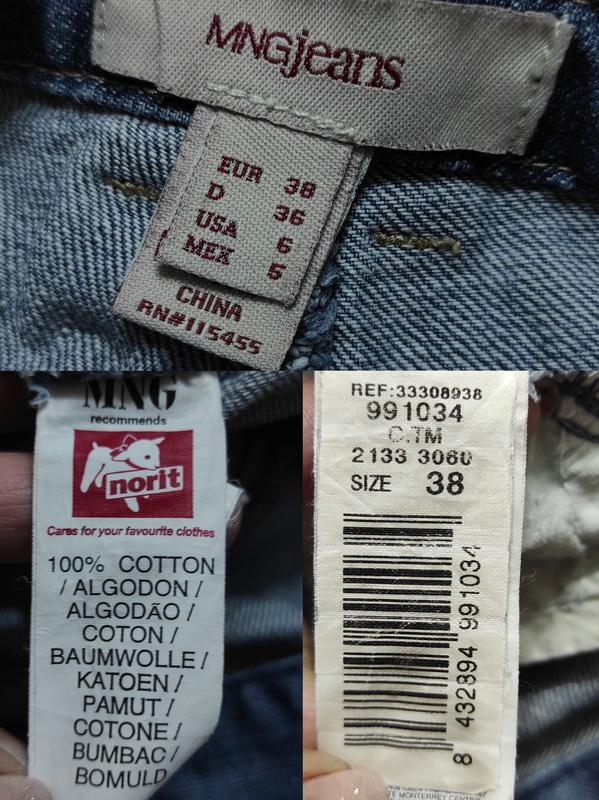 MNGjeans
EUR 38
D 36
USA 6
MEX 5
CHINA
RN#115455
MNG
recommends
norit
Cares for your favourite clothes
100% COTTON
/ ALGODON /
ALGODÃO /
COTON /
BAUMWOLLE /
KATOEN /
PAMUT /
COTONE /
BUMBAC /
BOMULD
REF:33308938
991034
C.TM
2133 3060
SIZE 38
8 432894 991034
TE MONTERREY